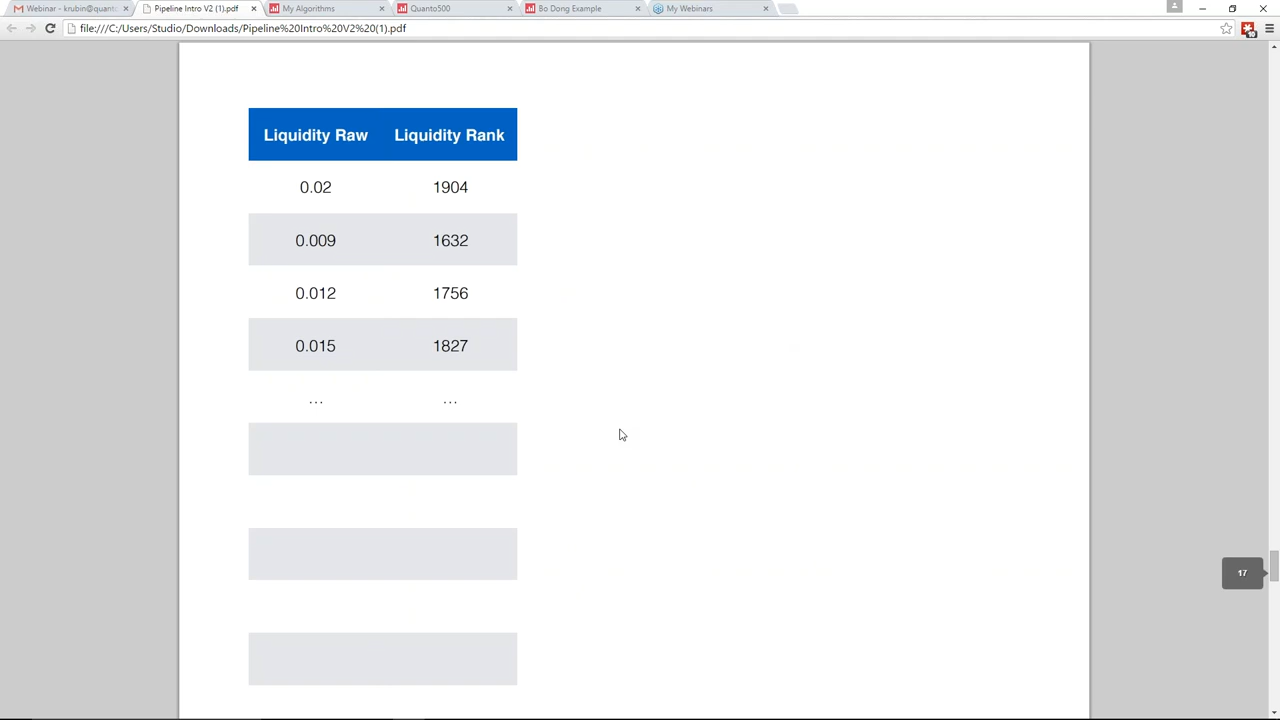 Webinar - krubin@quant
Pipeline Intro V2 (1).pdf
My Algorithms
Quanto500
Bo Dong Example
My Webinars
file:///C:/Users/Studio/Downloads/Pipeline%20Intro%20V2%20(1).pdf
10
Liquidity Raw Liquidity Rank
0.02 1904
0.009 1632
0.012 1756
0.015 1827
... ...
17